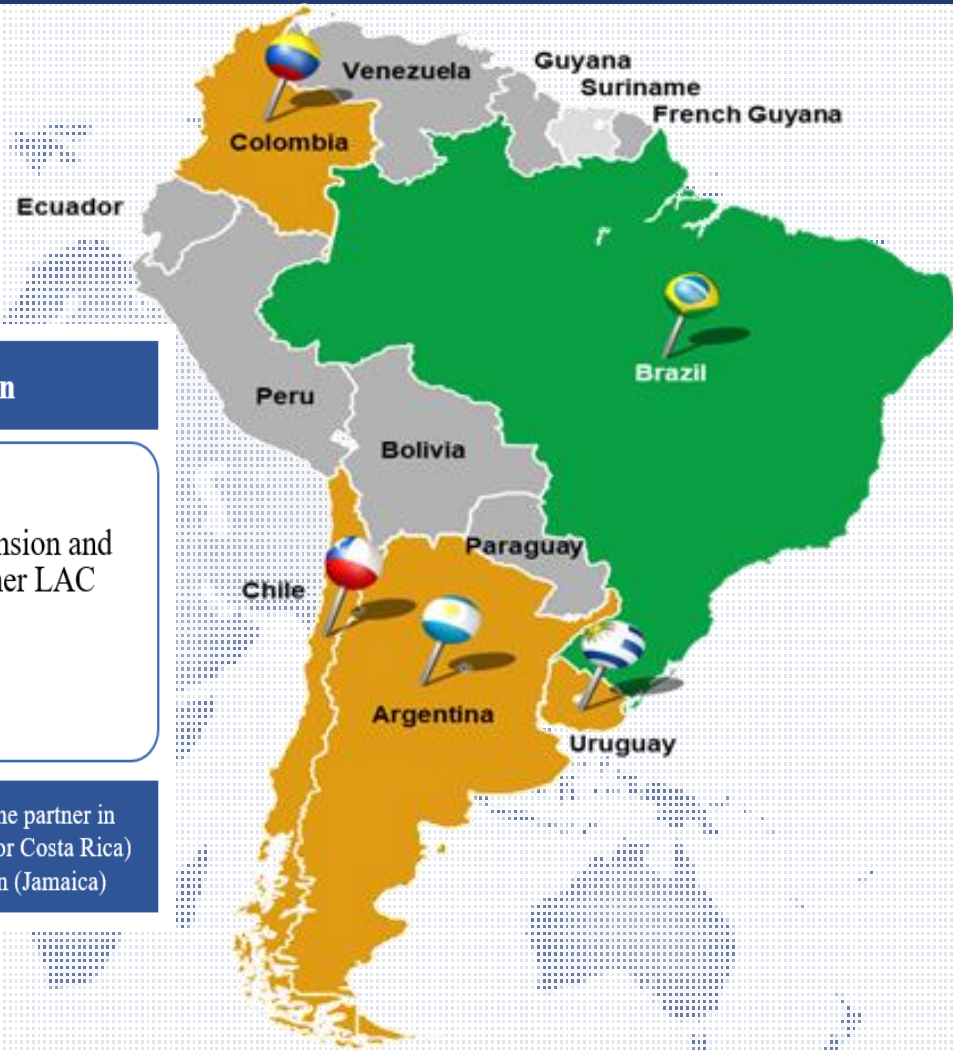 Venezuela
Guyana
Suriname
French Guyana
Colombia
Ecuador
Brazil
Peru
Bolivia
Paraguay
Chile
Argentina
Uruguay
n
nsion and
ner LAC
ne partner in
or Costa Rica)
n (Jamaica)